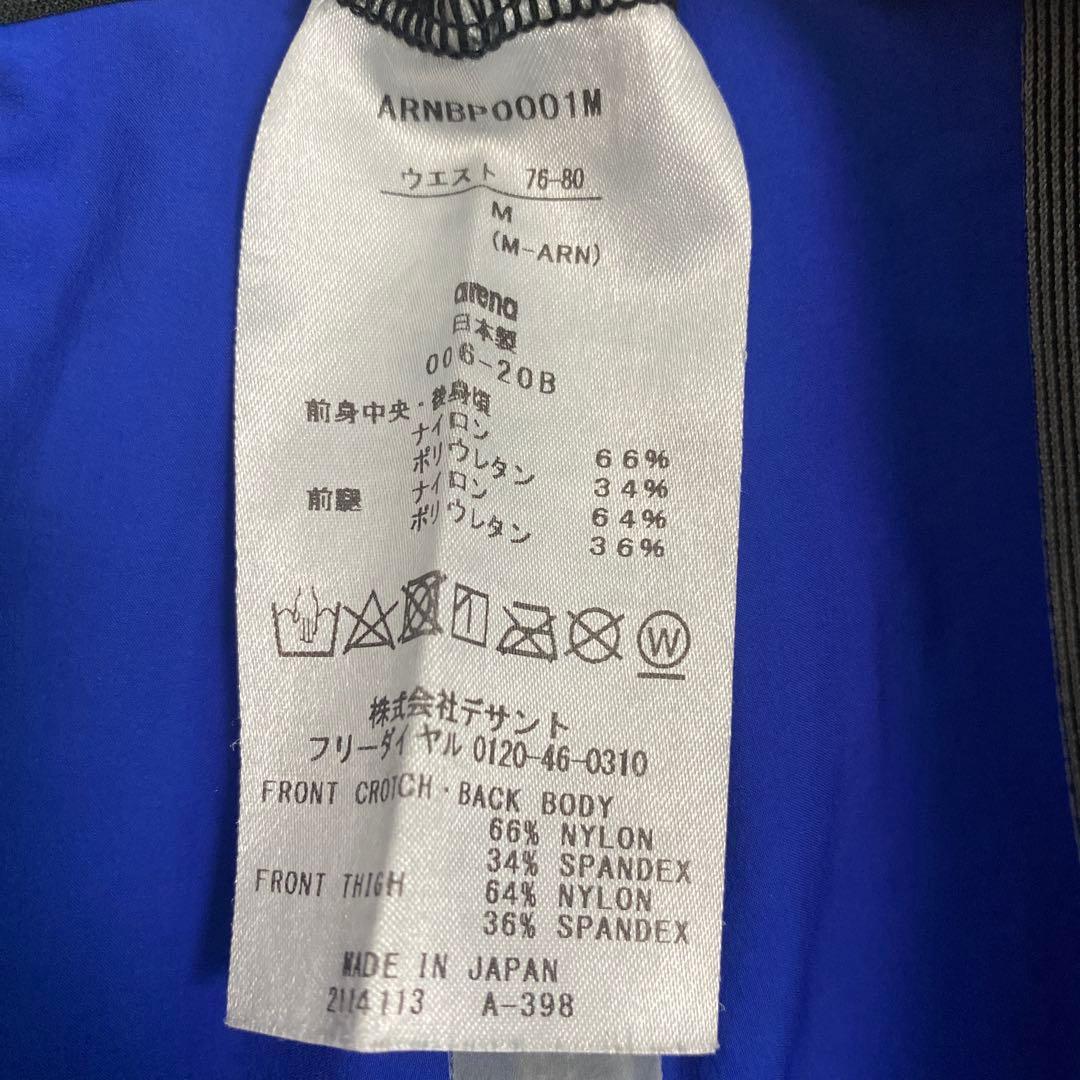 ARNBP0001M
ウエスト 76-80
M
(M-ARN)
arena
日本製
006-20B
前身中央・後身頃
ナイロン 66%
ポリウレタン 34%
前腿 ナイロン 64%
ポリウレタン 36%
W
株式会社デサント
フリーダイヤル 0120-46-0310
FRONT CROTCH・BACK BODY
66% NYLON
34% SPANDEX
FRONT THIGH 64% NYLON
36% SPANDEX
MADE IN JAPAN
2114113 A-398